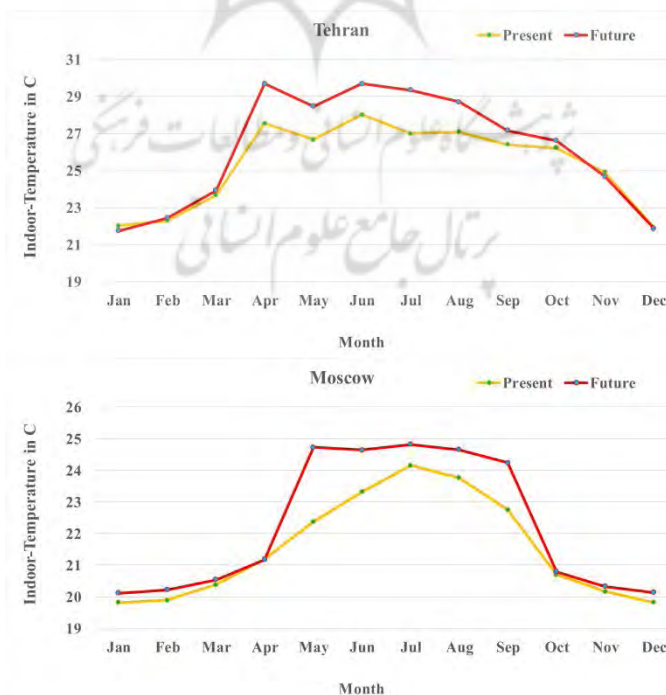 Tehran
Present Future
Indoor-Temperature in C
31
29
27
25
23
21
19
Jan Feb Mar Apr May Jun Jul Aug Sep Oct Nov Dec
Month
پژوهشگاه علوم انسانی و مطالعات فرهنگی
پرتال جامع علوم انسانی
Moscow
Present Future
Indoor-Temperature in C
26
25
24
23
22
21
20
19
Jan Feb Mar Apr May Jun Jul Aug Sep Oct Nov Dec
Month